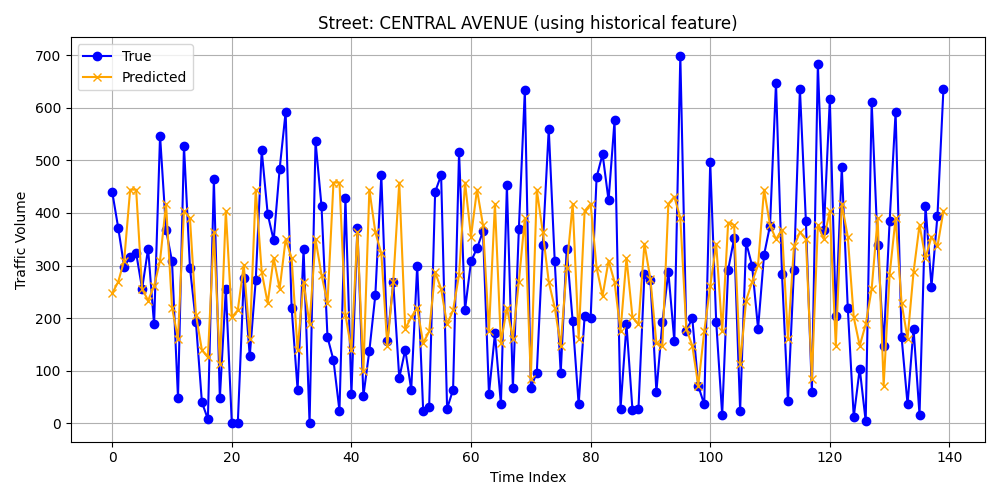 Street: CENTRAL AVENUE (using historical feature)
True
Predicted
Traffic Volume
700
600
500
400
300
200
100
0
0 20 40 60 80 100 120 140
Time Index